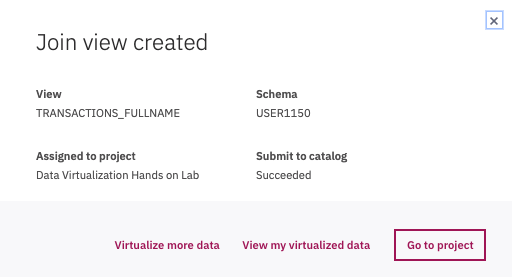 Join view created
View
Schema
TRANSACTIONS_FULLNAME
USER1150
Assigned to project
Submit to catalog
Data Virtualization Hands on Lab
Succeeded
Virtualize more data
View my virtualized data
Go to project